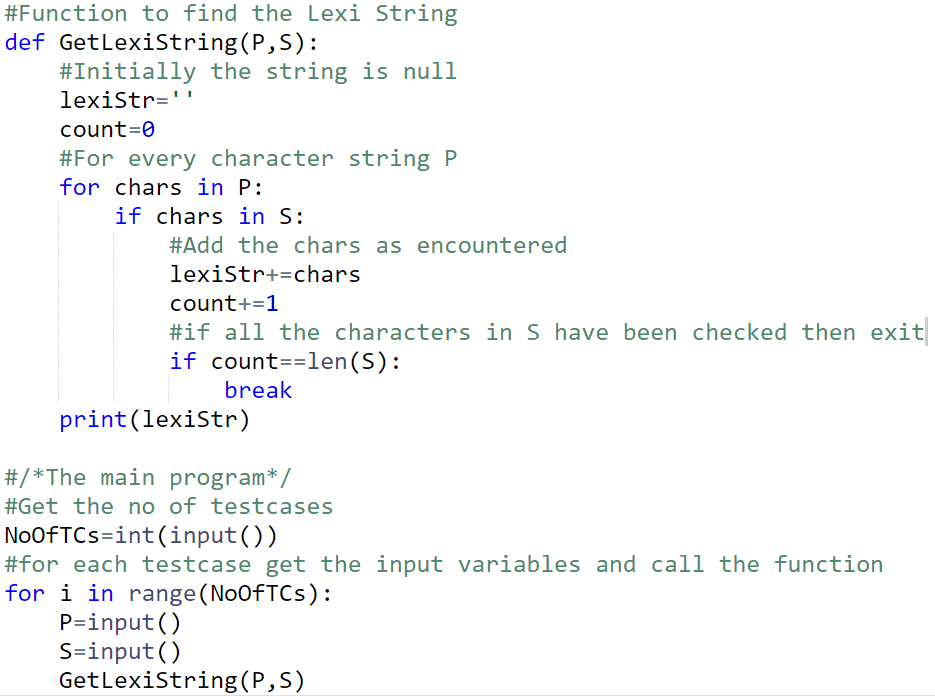 #Function to find the Lexi String
def GetLexiString(P,S):
    #Initially the string is null
    lexiStr=''
    count=0
    #For every character string P
    for chars in P:
        if chars in S:
            #Add the chars as encountered
            lexiStr+=chars
            count+=1
            #if all the characters in S have been checked then exit
            if count==len(S):
                break
    print(lexiStr)

#/*The main program*/
#Get the no of testcases
NoOfTCs=int(input())
#for each testcase get the input variables and call the function
for i in range(NoOfTCs):
    P=input()
    S=input()
    GetLexiString(P,S)